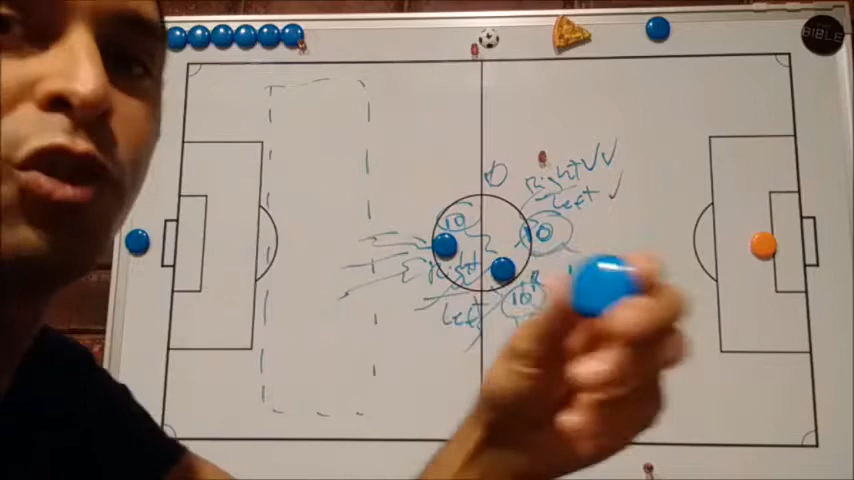 BIBLE
Right ✓✓
Left ✓
10
10
Right
10
Left